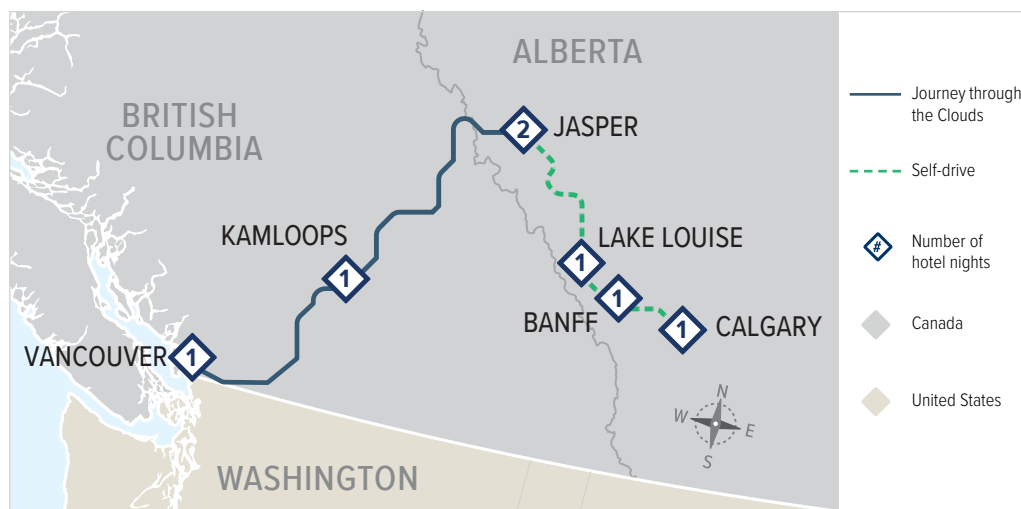 ALBERTA
BRITISH
COLUMBIA
2
JASPER
KAMLOOPS
1
LAKE LOUISE
1
1
BANFF
1
CALGARY
VANCOUVER
1
WASHINGTON
N
W
E
S
Journey through
the Clouds
Self-drive
#
Number of
hotel nights
Canada
United States